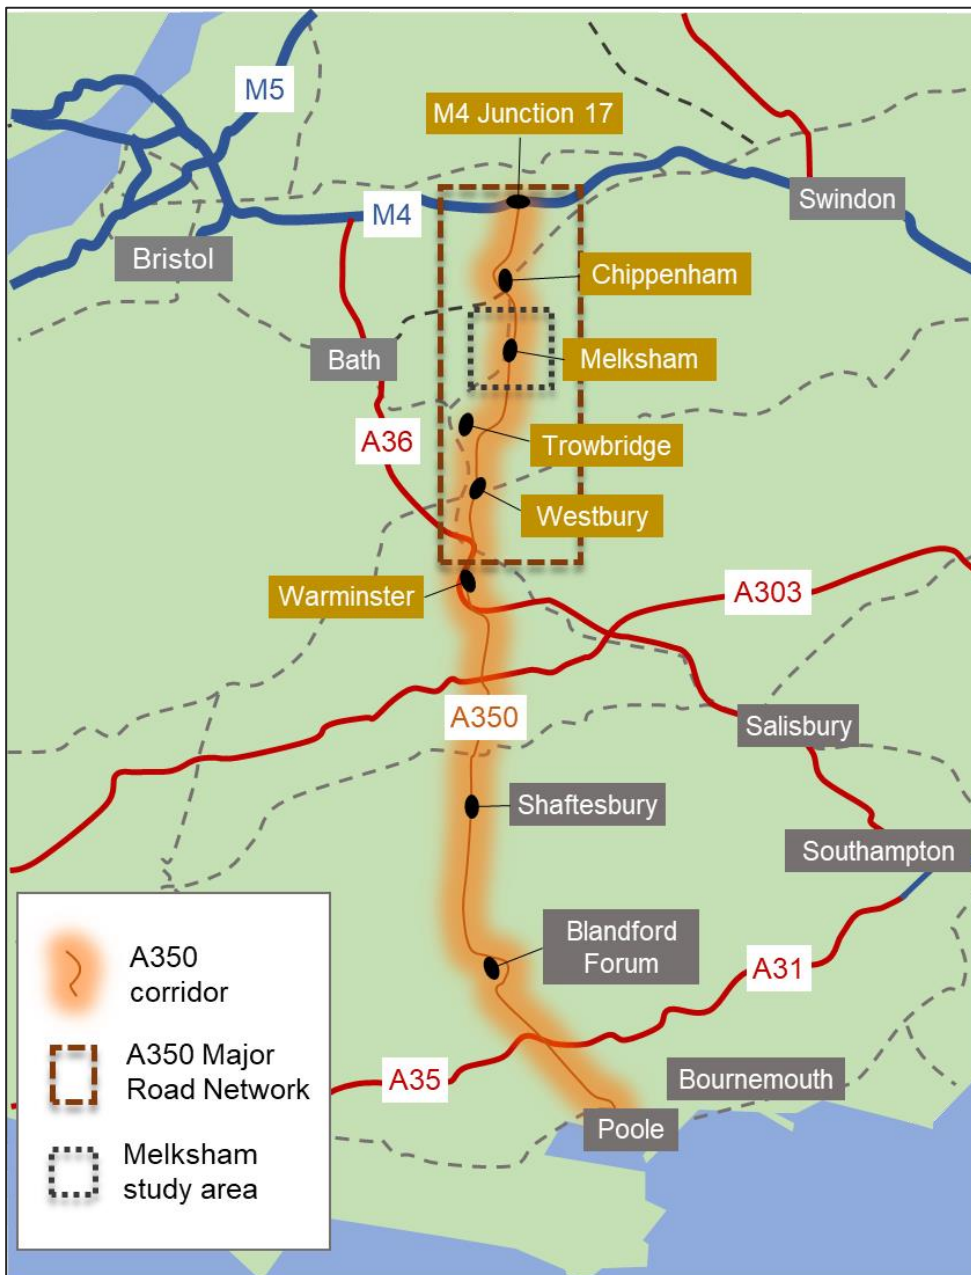 M5
M4 Junction 17
M4
Swindon
Bristol
Chippenham
Bath
Melksham
A36
Trowbridge
Westbury
Warminster
A303
A350
Salisbury
Shaftesbury
Southampton
Blandford
Forum
A31
A35
Bournemouth
Poole
A350
corridor
A350 Major
Road Network
Melksham
study area